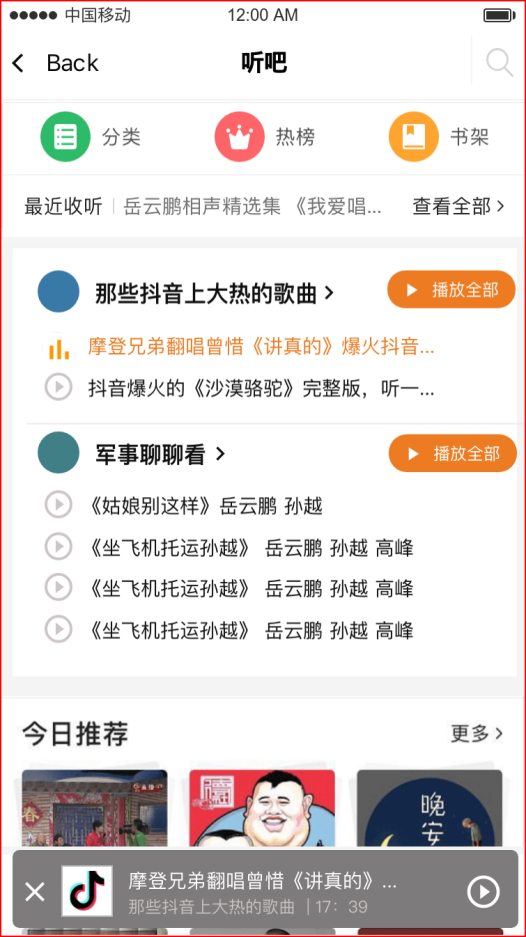 中国移动 12:00 AM
Back 听吧
分类 热榜 书架
最近收听 岳云鹏相声精选集 《我爱唱... 查看全部
那些抖音上大热的歌曲 播放全部
摩登兄弟翻唱曾惜《讲真的》爆火抖音...
抖音爆火的《沙漠骆驼》完整版，听一...
军事聊聊看 播放全部
《姑娘别这样》岳云鹏 孙越
《坐飞机托运孙越》 岳云鹏 孙越 高峰
《坐飞机托运孙越》 岳云鹏 孙越 高峰
《坐飞机托运孙越》 岳云鹏 孙越 高峰
今日推荐 更多
春
晚安
摩登兄弟翻唱曾惜《讲真的》...
那些抖音上大热的歌曲 | 17：39